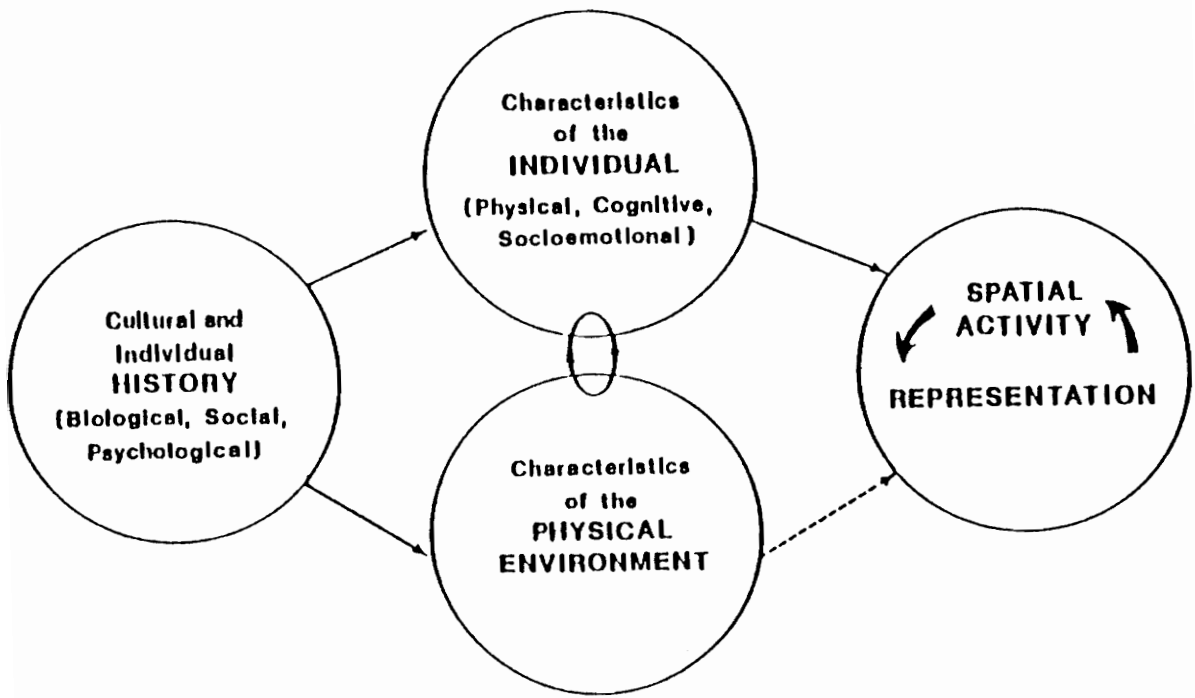 Characteristics
of the
INDIVIDUAL
(Physical, Cognitive,
Socioemotional)
Cultural and
Individual
HISTORY
(Biological, Social,
Psychological)
SPATIAL
ACTIVITY
REPRESENTATION
Characteristics
of the
PHYSICAL
ENVIRONMENT